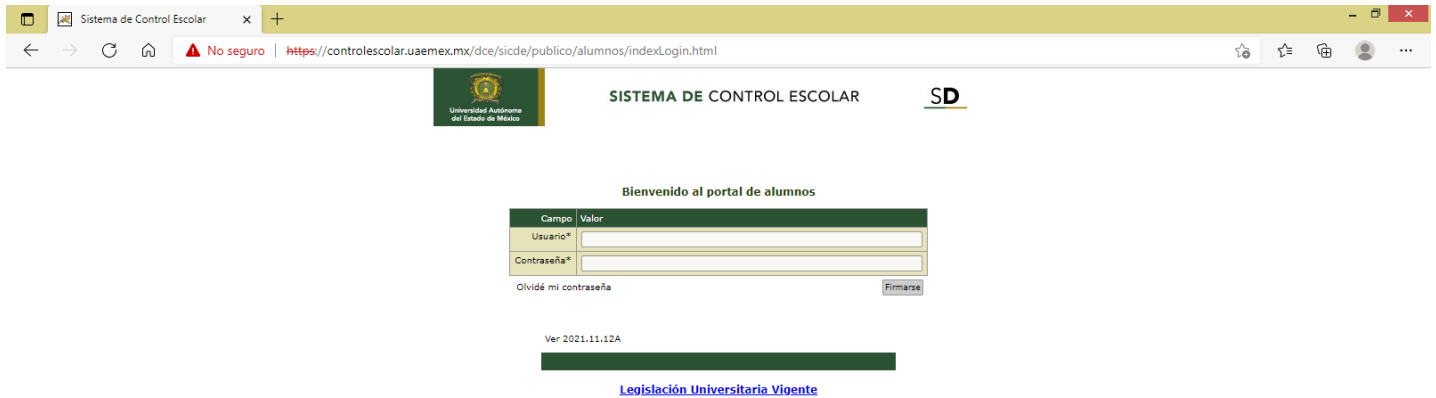 Sistema de Control Escolar
No seguro | https://controlescolar.uaemex.mx/dce/sicde/publico/alumnos/indexLogin.html
Universidad Autónoma
del Estado de México
SISTEMA DE CONTROL ESCOLAR
SD
Bienvenido al portal de alumnos
Campo Valor
Usuario*
Contraseña*
Olvidé mi contraseña Firmarse
Ver 2021.11.12A
Legislación Universitaria Vigente